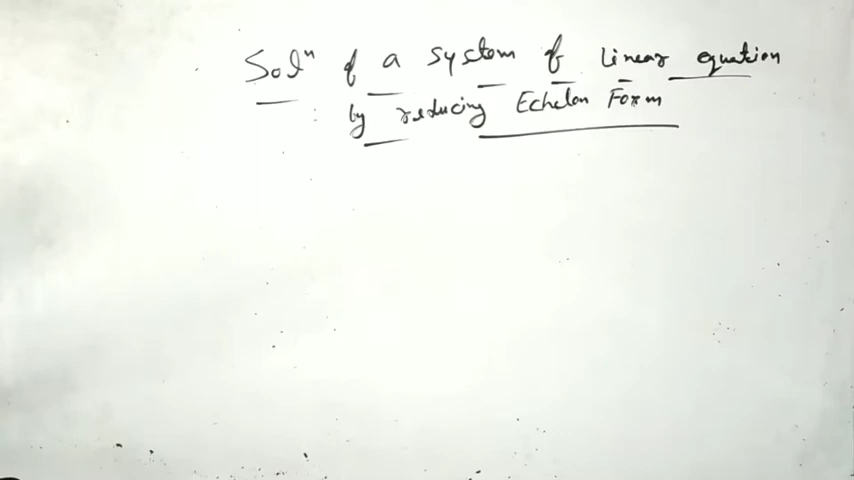 Solⁿ of a system of linear equation
by reducing Echelon Form